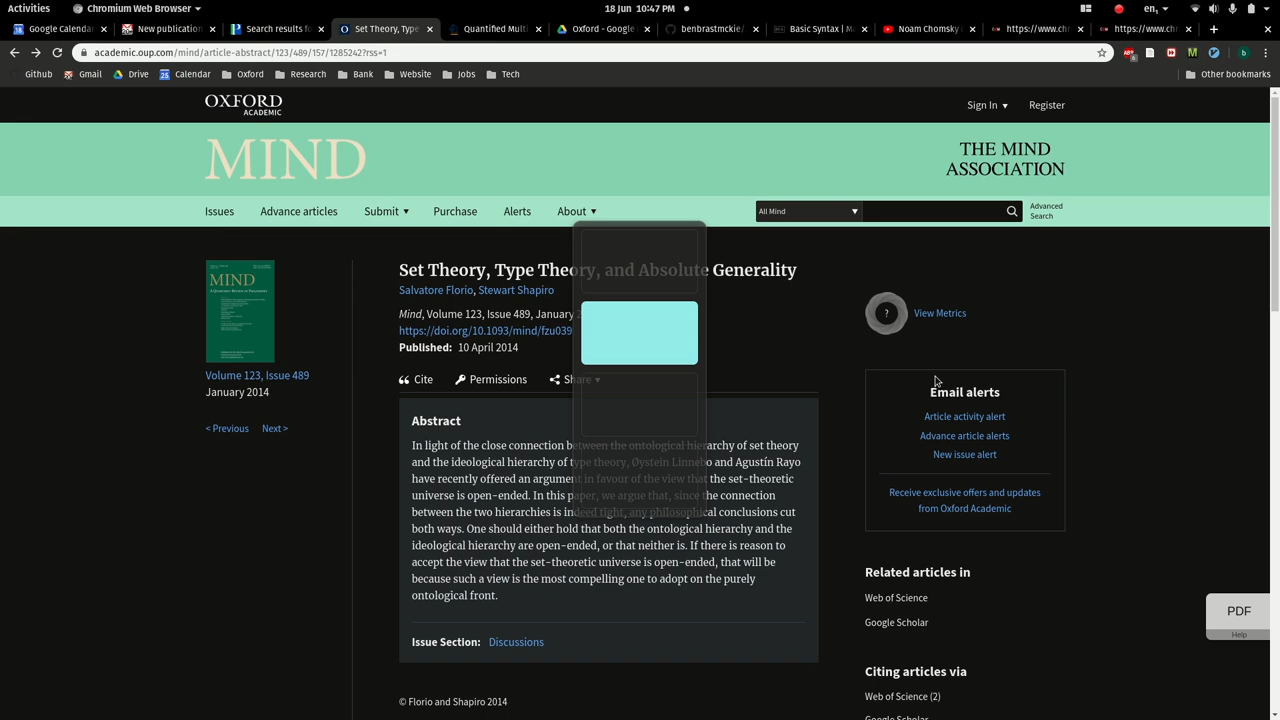 Activities
Chromium Web Browser
18 Jun 10:47 PM
en1
Google Calendar
New publication
Search results fo
Set Theory, Type
Quantified Multi
Oxford - Google
benbrastmckie/
Basic Syntax | Ma
Noam Chomsky o
https://www.ch
https://www.ch
academic.oup.com/mind/article-abstract/123/489/157/1285242?rss=1
Github
Gmail
Drive
Calendar
Oxford
Research
Bank
Website
Jobs
Tech
Other bookmarks
OXFORD
ACADEMIC
Sign In
Register
MIND
THE MIND
ASSOCIATION
Issues
Advance articles
Submit
Purchase
Alerts
About
All Mind
Advanced
Search
MIND
Set Theory, Type Theory, and Absolute Generality
Salvatore Florio, Stewart Shapiro
Mind, Volume 123, Issue 489, January
https://doi.org/10.1093/mind/fzu039
Published: 10 April 2014
Volume 123, Issue 489
January 2014
< Previous Next >
Cite
Permissions
Share
Abstract
In light of the close connection between the ontological hierarchy of set theory
and the ideological hierarchy of type theory, Øystein Linnebo and Agustín Rayo
have recently offered an argument in favour of the view that the set-theoretic
universe is open-ended. In this paper, we argue that, since the connection
between the two hierarchies is indeed tight, any philosophical conclusions cut
both ways. One should either hold that both the ontological hierarchy and the
ideological hierarchy are open-ended, or that neither is. If there is reason to
accept the view that the set-theoretic universe is open-ended, that will be
because such a view is the most compelling one to adopt on the purely
ontological front.
Issue Section: Discussions
© Florio and Shapiro 2014
?
View Metrics
Email alerts
Article activity alert
Advance article alerts
New issue alert
Receive exclusive offers and updates
from Oxford Academic
Related articles in
Web of Science
Google Scholar
Citing articles via
Web of Science (2)
Google Scholar
PDF
Help